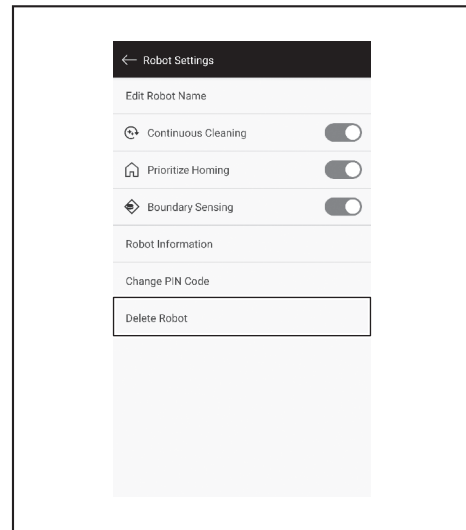 Robot Settings
Edit Robot Name
Continuous Cleaning
Prioritize Homing
Boundary Sensing
Robot Information
Change PIN Code
Delete Robot